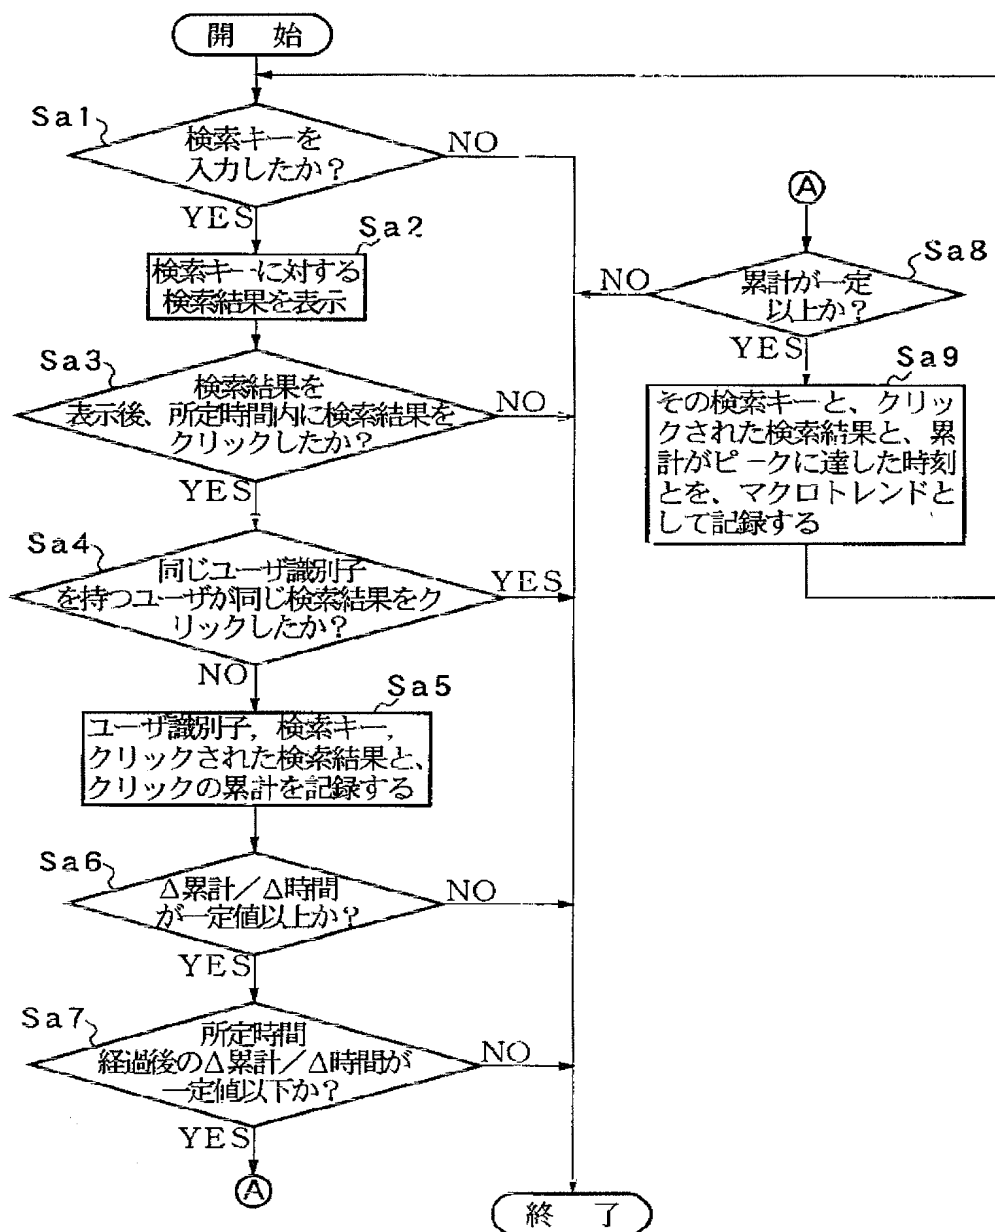 開 始
Sa1
検索キーを
入力したか？
NO
YES
Sa2
検索キーに対する
検索結果を表示
Sa3
検索結果を
表示後、所定時間内に検索結果を
クリックしたか？
NO
YES
Sa4
同じユーザ識別子
を持つユーザが同じ検索結果をク
リックしたか？
YES
NO
Sa5
ユーザ識別子，検索キー，
クリックされた検索結果と、
クリックの累計を記録する
Sa6
Δ累計／Δ時間
が一定値以上か？
NO
YES
Sa7
所定時間
経過後のΔ累計／Δ時間が
一定値以下か？
NO
YES
A
A
Sa8
累計が一定
以上か？
NO
YES
Sa9
その検索キーと、クリッ
クされた検索結果と、累
計がピークに達した時刻
とを、マクロトレンドと
して記録する
終 了